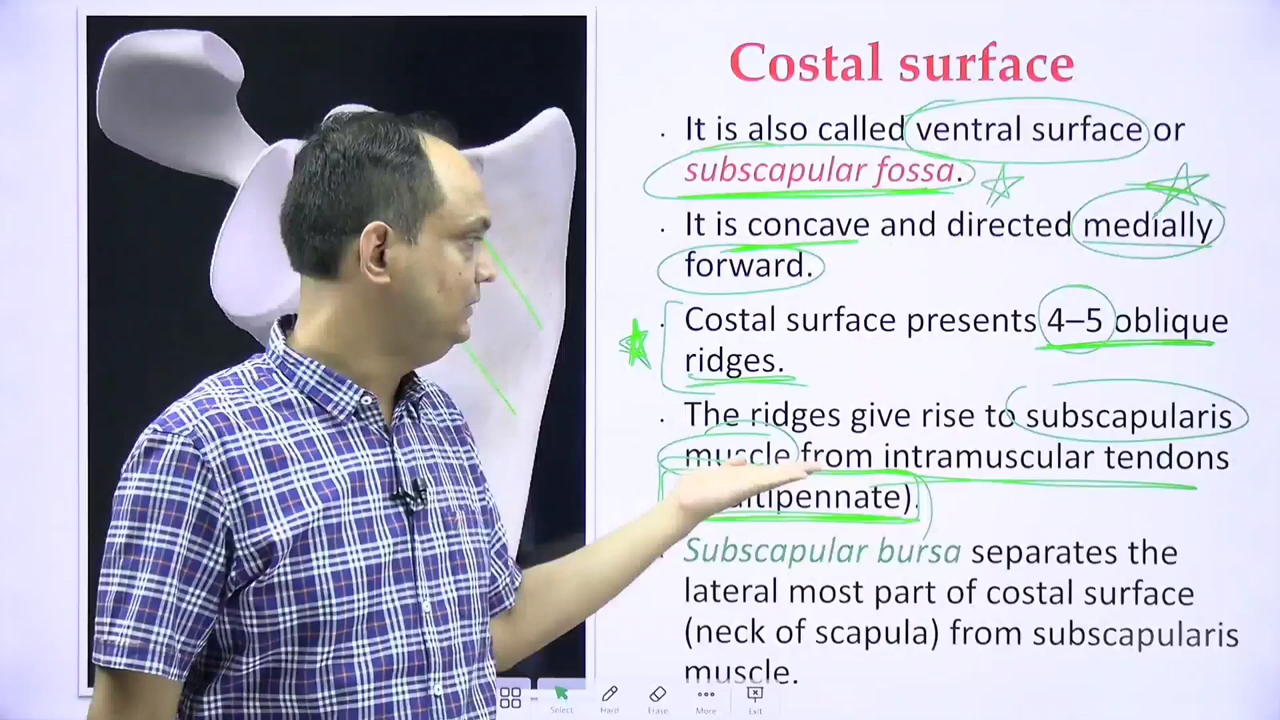 Costal surface
. It is also called ventral surface or
subscapular fossa.
. It is concave and directed medially
forward.
. Costal surface presents 4–5 oblique
ridges.
. The ridges give rise to subscapularis
muscle from intramuscular tendons
. Subscapular bursa separates the
lateral most part of costal surface
(neck of scapula) from subscapularis
muscle.
Select
Hard
Erase
More
Exit